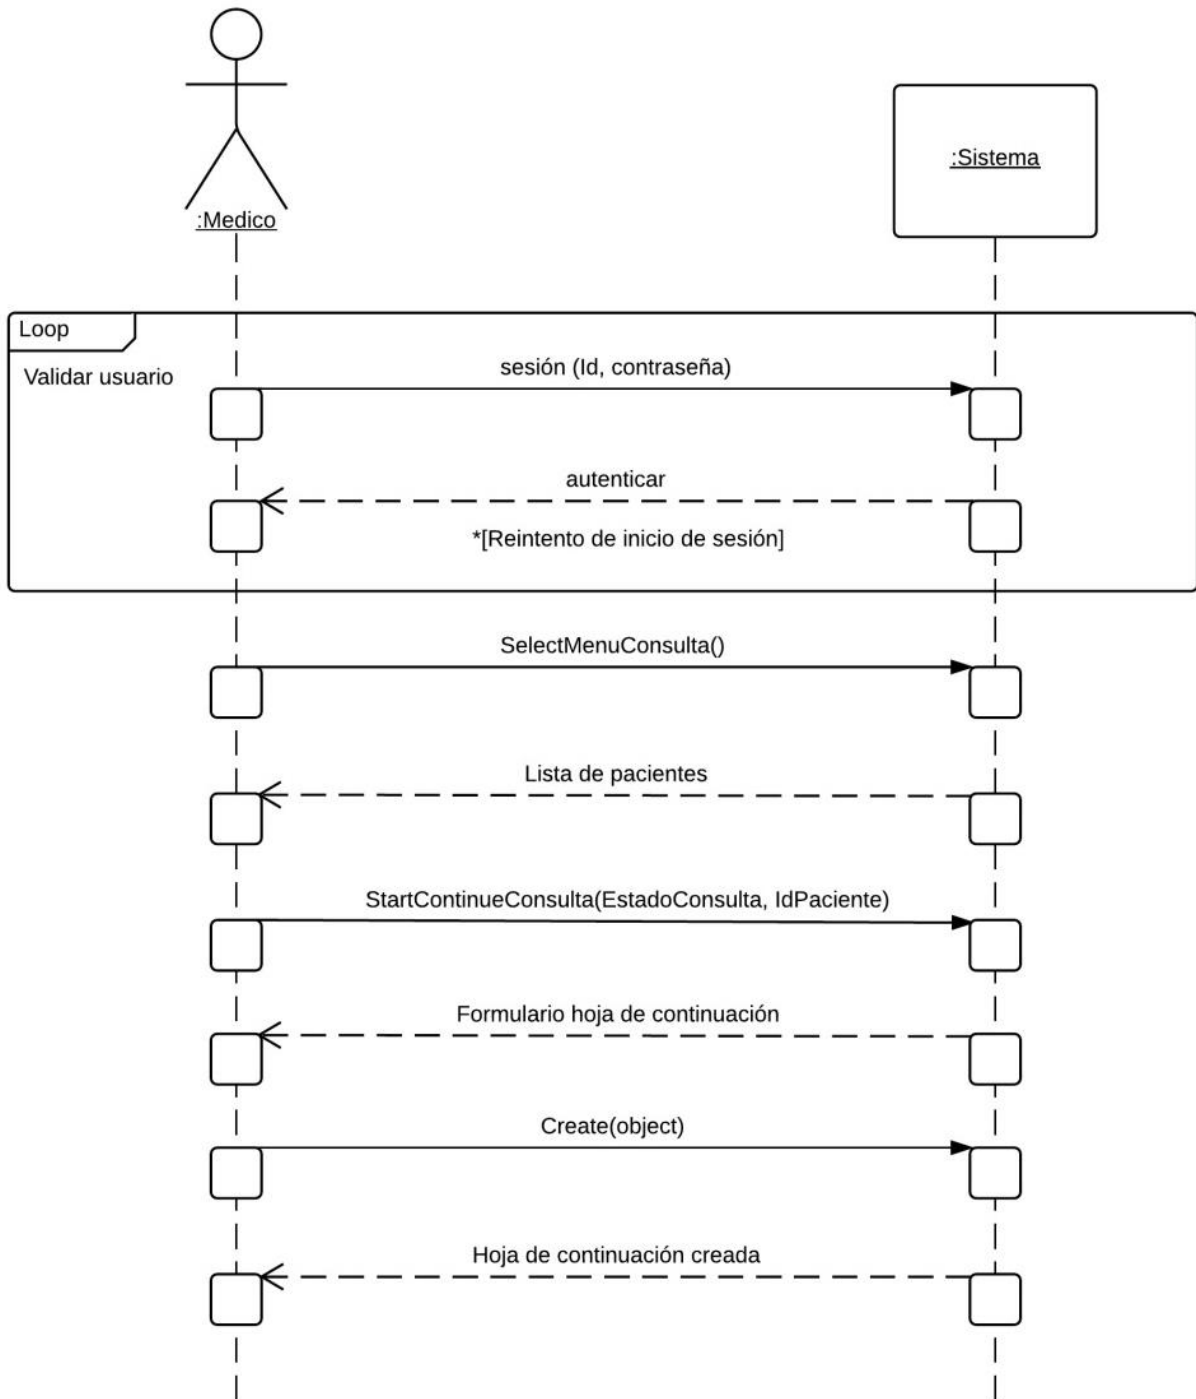 :Sistema
:Medico
Loop
Validar usuario
sesión (Id, contraseña)
autenticar
*[Reintento de inicio de sesión]
SelectMenuConsulta()
Lista de pacientes
StartContinueConsulta(EstadoConsulta, IdPaciente)
Formulario hoja de continuación
Create(object)
Hoja de continuación creada